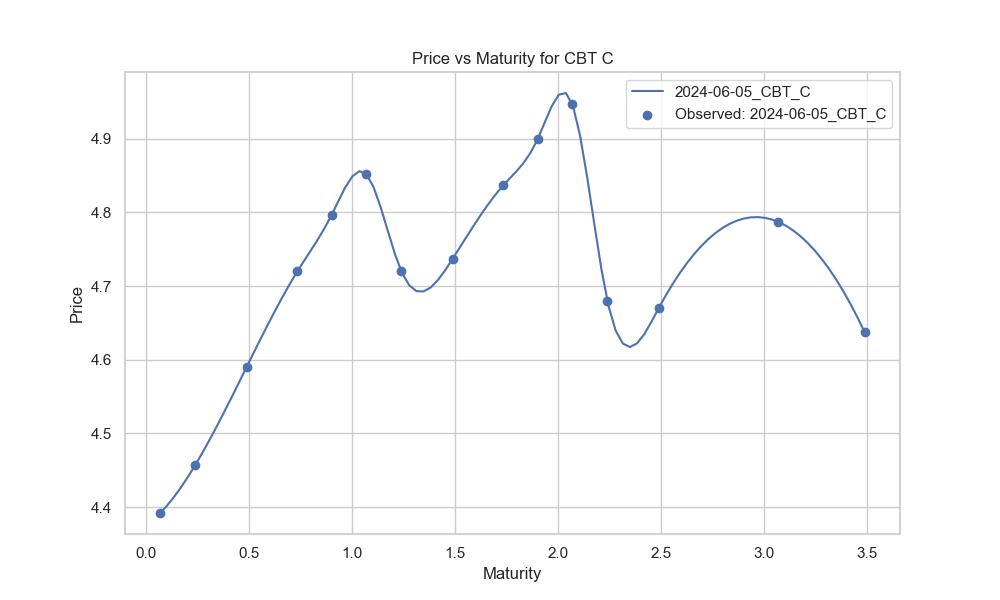 Price vs Maturity for CBT C
2024-06-05_CBT_C
Observed: 2024-06-05_CBT_C
Price
4.9
4.8
4.7
4.6
4.5
4.4
0.0 0.5 1.0 1.5 2.0 2.5 3.0 3.5
Maturity